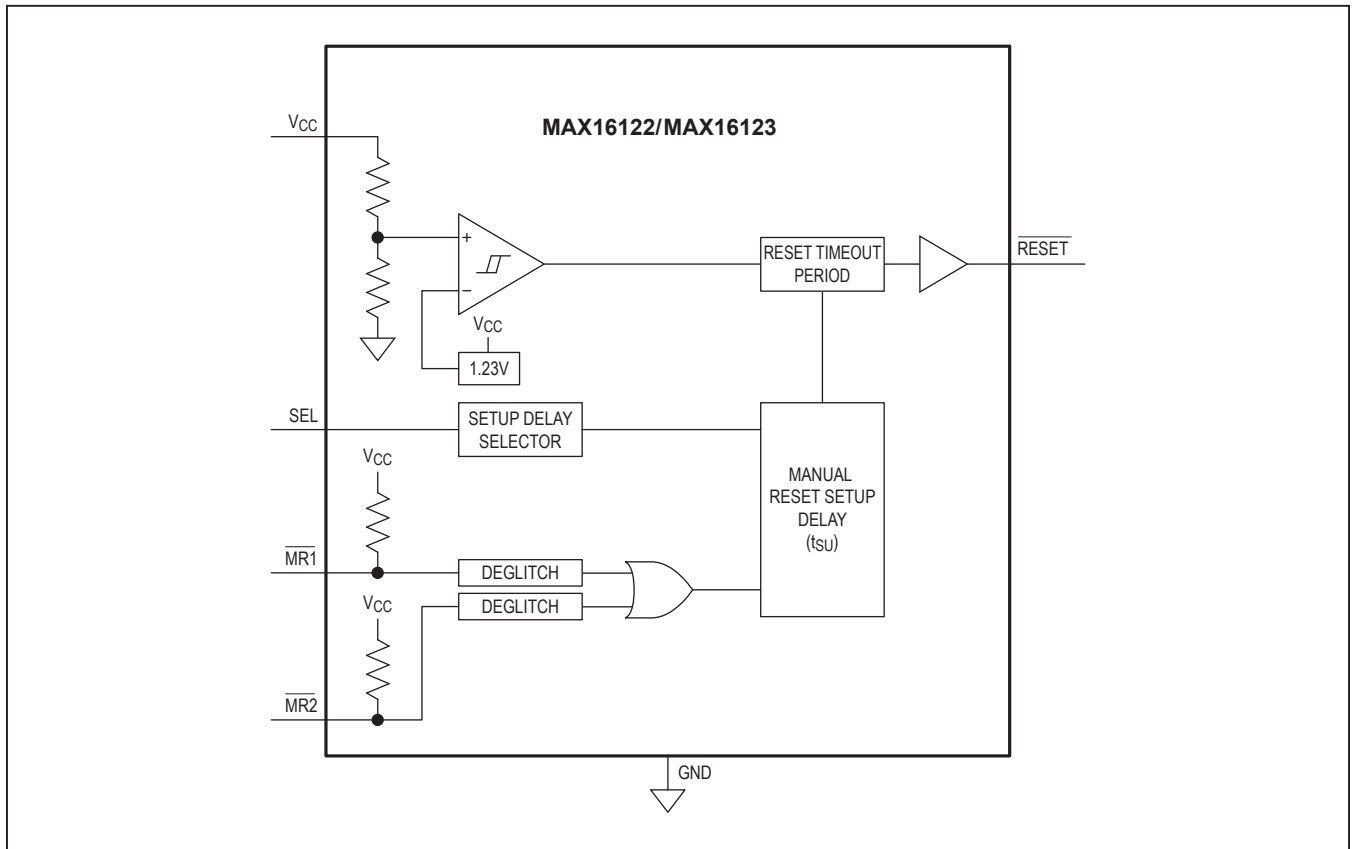 MAX16122/MAX16123
VCC
+
−
VCC
1.23V
RESET TIMEOUT
PERIOD
RESET
SEL
SETUP DELAY
SELECTOR
VCC
MANUAL
RESET SETUP
DELAY
(tSU)
MR1
DEGLITCH
DEGLITCH
VCC
MR2
GND